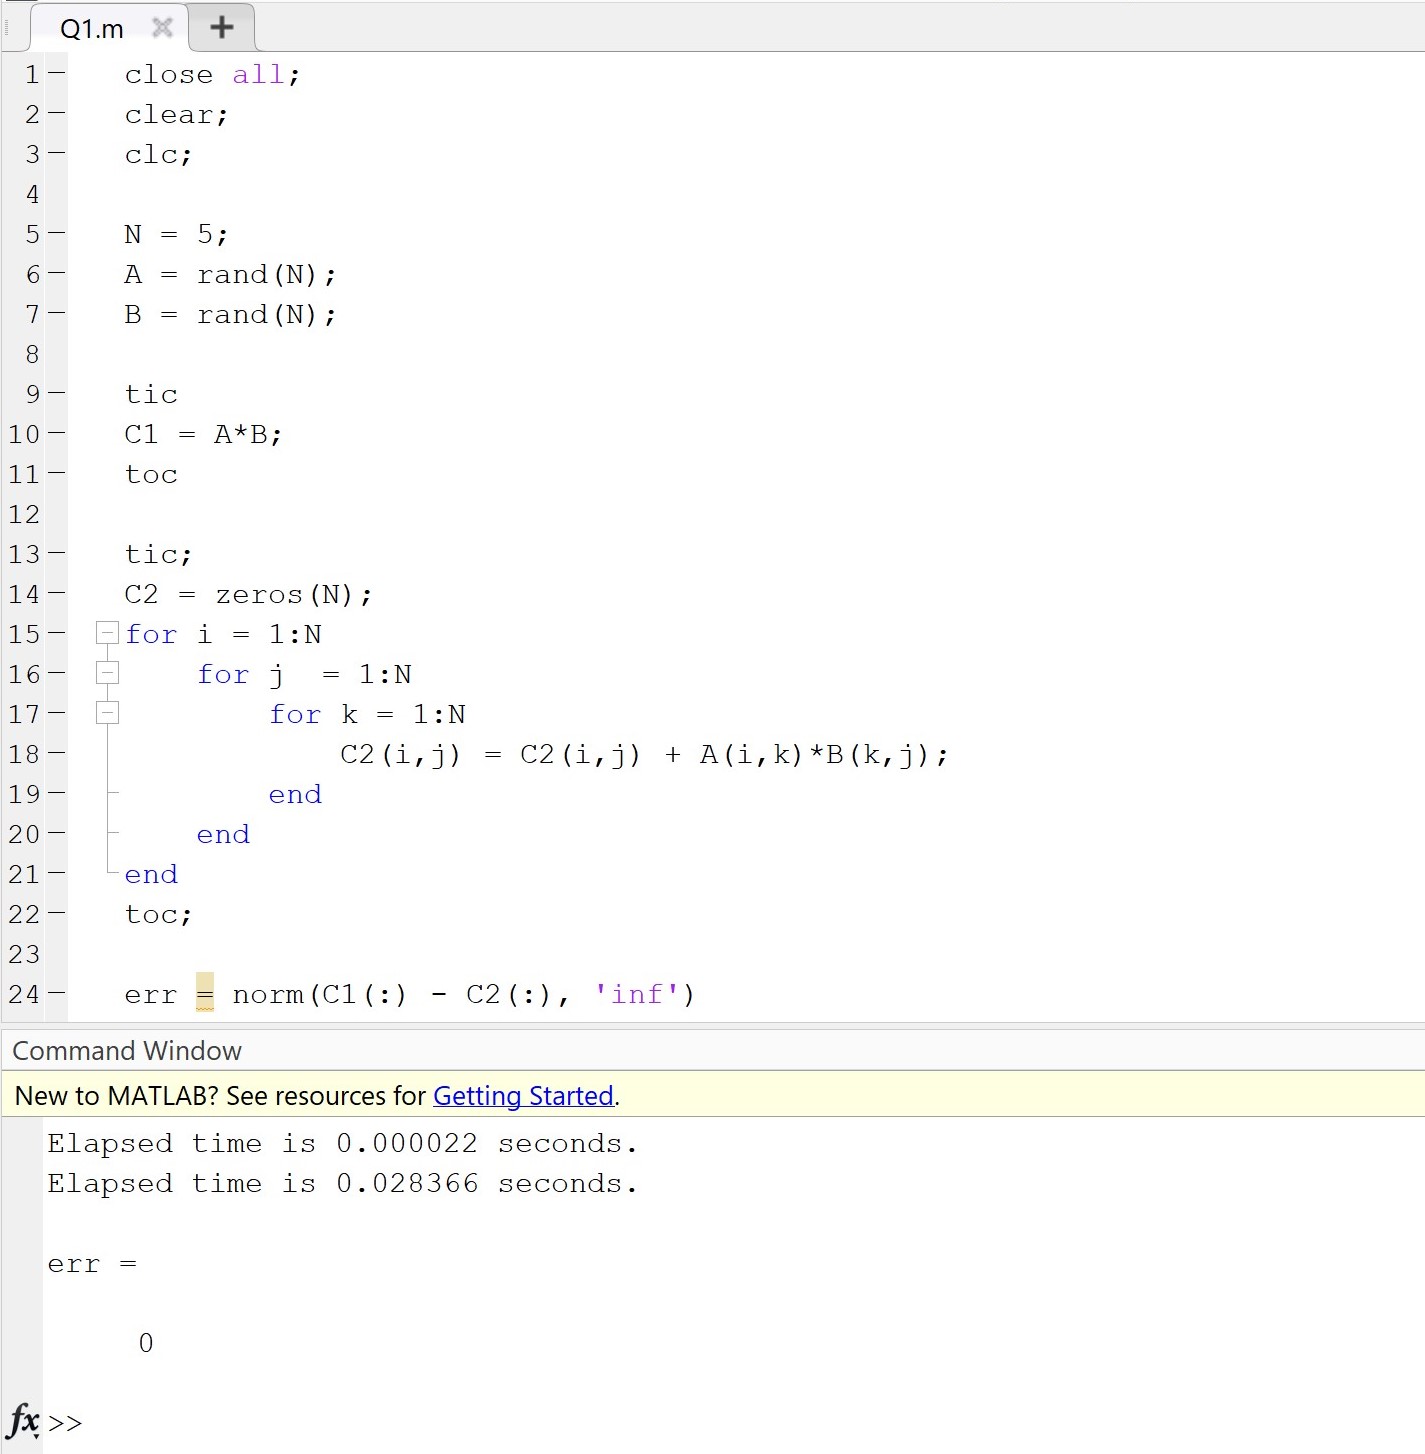 Q1.m
1 close all;
2 clear;
3 clc;
4
5 N = 5;
6 A = rand(N);
7 B = rand(N);
8
9 tic
10 C1 = A*B;
11 toc
12
13 tic;
14 C2 = zeros(N);
15 for i = 1:N
16     for j  = 1:N
17         for k = 1:N
18             C2(i,j) = C2(i,j) + A(i,k)*B(k,j);
19         end
20     end
21 end
22 toc;
23
24 err = norm(C1(:) - C2(:), 'inf')
Command Window
New to MATLAB? See resources for Getting Started.
Elapsed time is 0.000022 seconds.
Elapsed time is 0.028366 seconds.
err =
0
fx >>